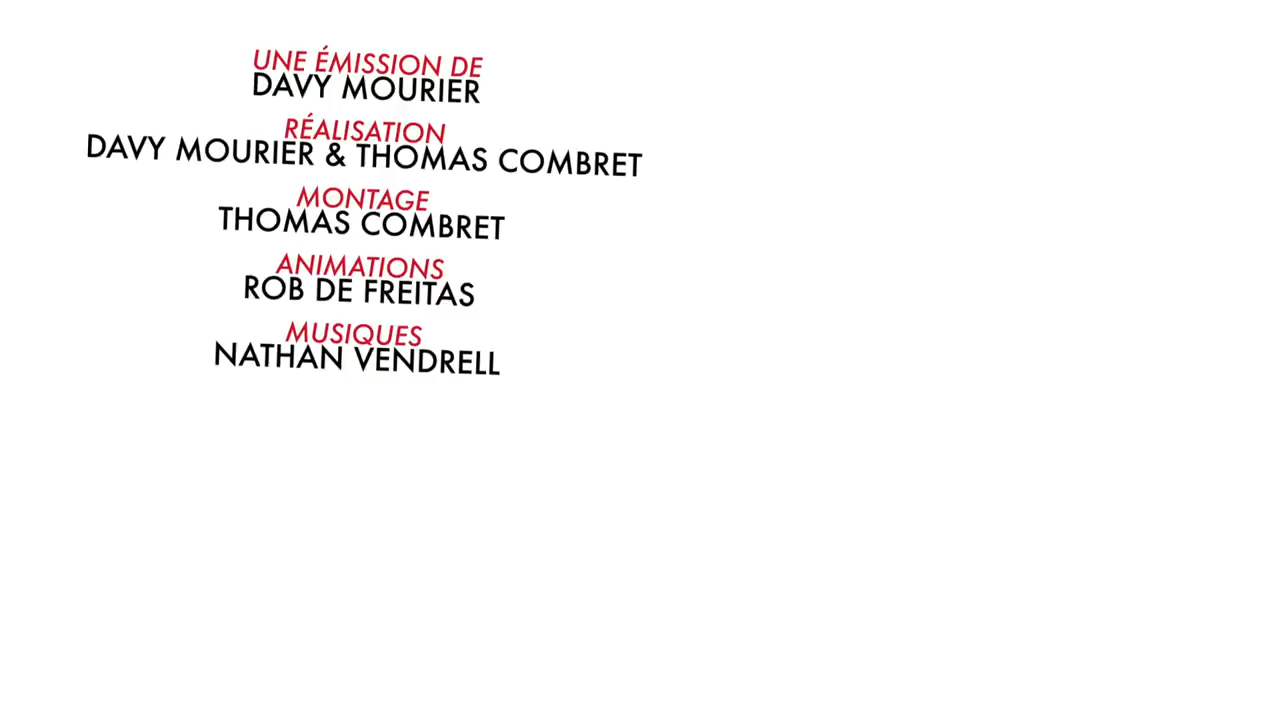 UNE ÉMISSION DE
DAVY MOURIER
RÉALISATION
DAVY MOURIER & THOMAS COMBRET
MONTAGE
THOMAS COMBRET
ANIMATIONS
ROB DE FREITAS
MUSIQUES
NATHAN VENDRELL